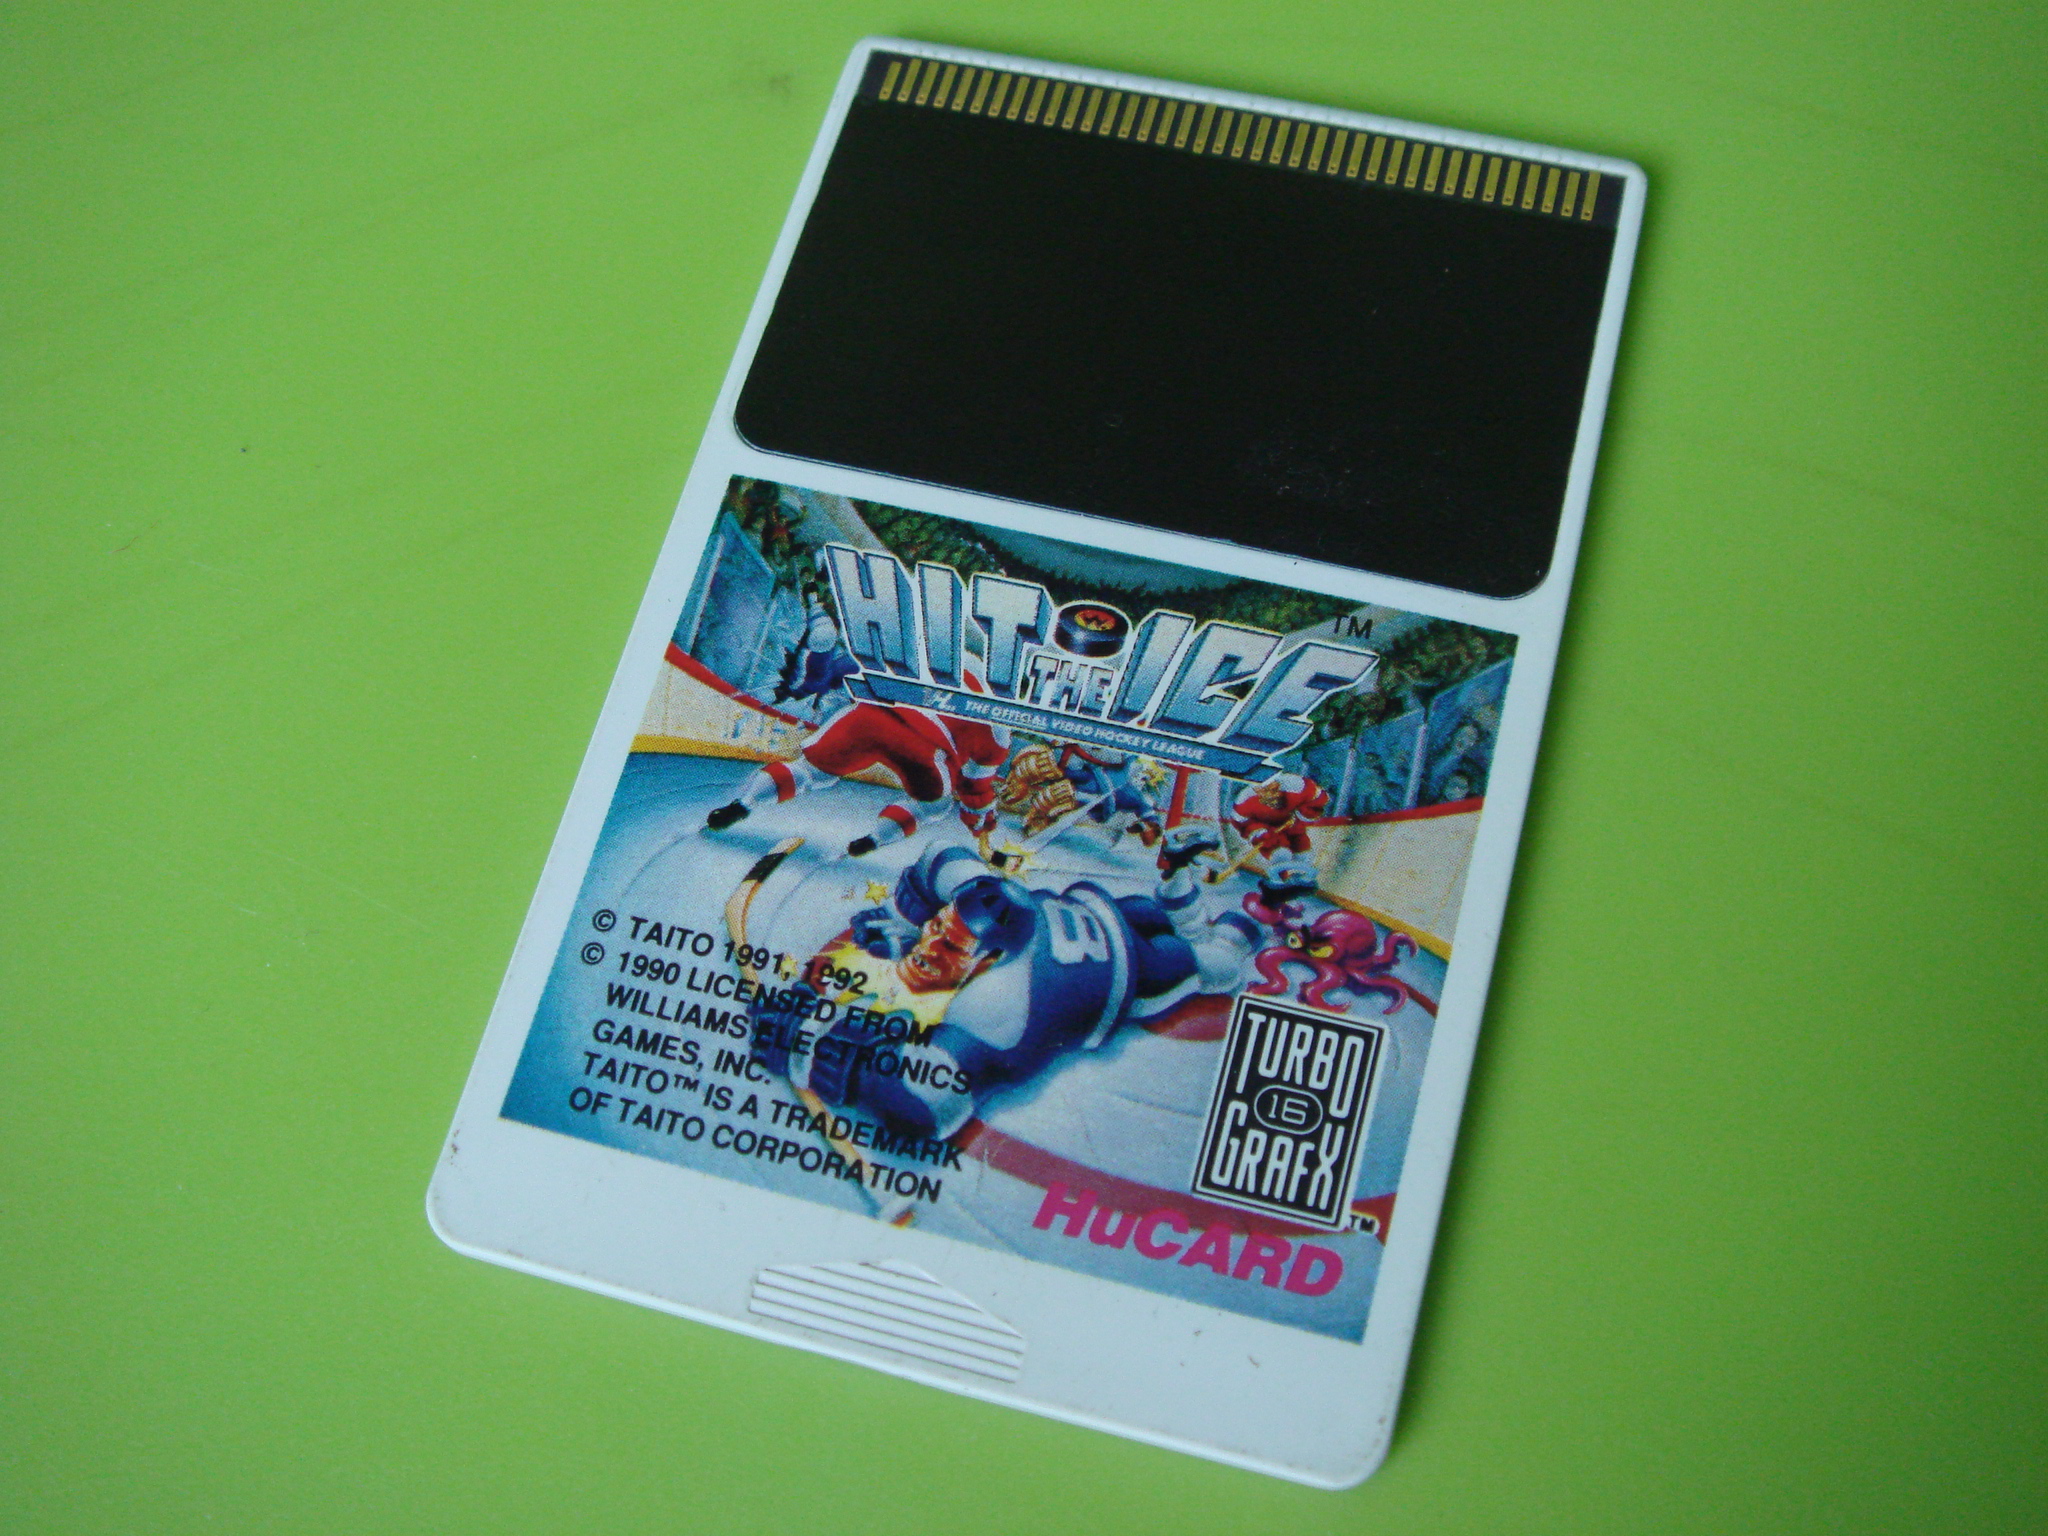 HIT THE ICE TM
THE OFFICIAL VIDEO HOCKEY LEAGUE
8
© TAITO 1991, 1992
© 1990 LICENSED FROM
WILLIAMS ELECTRONICS
GAMES, INC.
TAITO™ IS A TRADEMARK
OF TAITO CORPORATION
TURBO
16
GRAFX TM
HuCARD